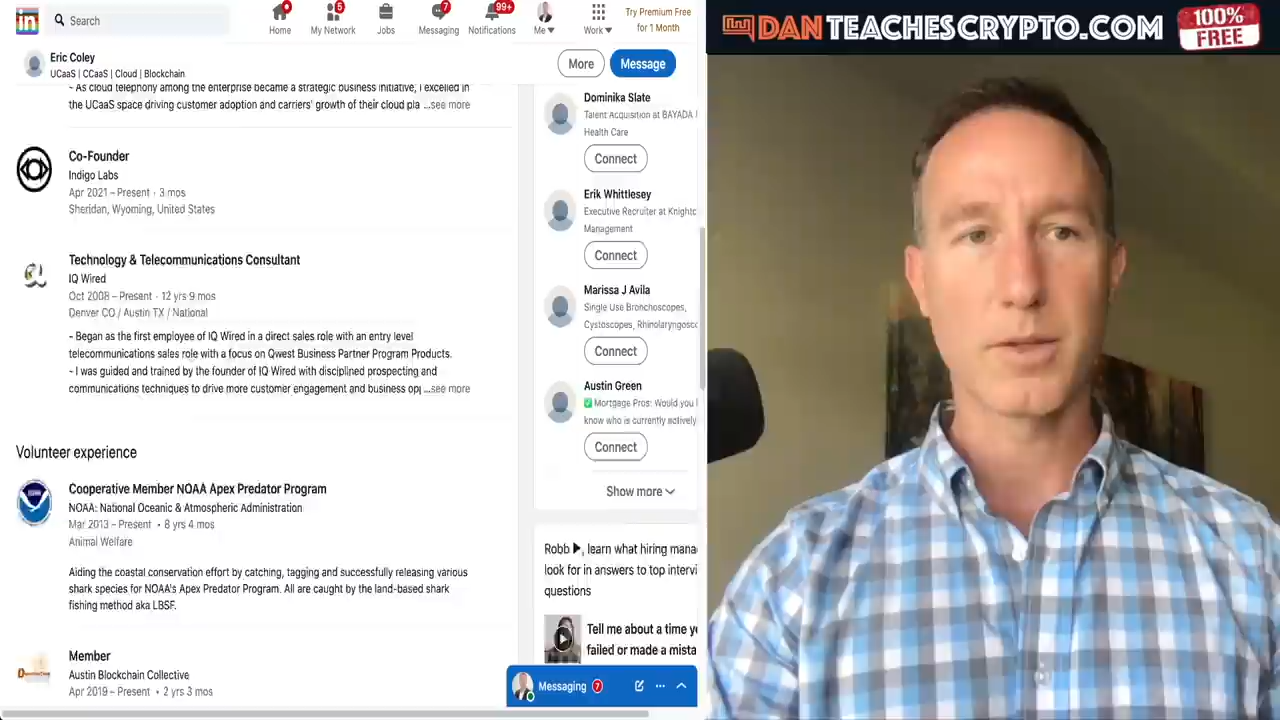 in
Search
Home
5
My Network
Jobs
7
Messaging
99+
Notifications
Me
Work
Try Premium Free
for 1 Month
Eric Coley
UCaaS | CCaaS | Cloud | Blockchain
More
Message
~ As cloud telephony among the enterprise became a strategic business initiative, I excelled in
the UCaaS space driving customer adoption and carriers' growth of their cloud pla ...see more
Co-Founder
Indigo Labs
Apr 2021 – Present · 3 mos
Sheridan, Wyoming, United States
Technology & Telecommunications Consultant
IQ Wired
Oct 2008 – Present · 12 yrs 9 mos
Denver CO / Austin TX / National
~ Began as the first employee of IQ Wired in a direct sales role with an entry level
telecommunications sales role with a focus on Qwest Business Partner Program Products.
~ I was guided and trained by the founder of IQ Wired with disciplined prospecting and
communications techniques to drive more customer engagement and business opp ...see more
Volunteer experience
Cooperative Member NOAA Apex Predator Program
NOAA: National Oceanic & Atmospheric Administration
Mar 2013 – Present • 8 yrs 4 mos
Animal Welfare
Aiding the coastal conservation effort by catching, tagging and successfully releasing various
shark species for NOAA's Apex Predator Program. All are caught by the land-based shark
fishing method aka LBSF.
Member
Austin Blockchain Collective
Apr 2019 – Present • 2 yrs 3 mos
Dominika Slate
Talent Acquisition at BAYADA
Health Care
Connect
Erik Whittlesey
Executive Recruiter at
Management
Connect
Marissa J Avila
Single Use Bronchoscopes,
Cystoscopes,
Connect
Austin Green
✅ Mortgage Pros: Would you
know who is currently actively
Connect
Show more
Robb ▶, learn what hiring mana
look for in answers to top intervi
questions
Tell me about a time y
failed or made a mista
Messaging 7
DANTEACHESCRYPTO.COM
100%
FREE